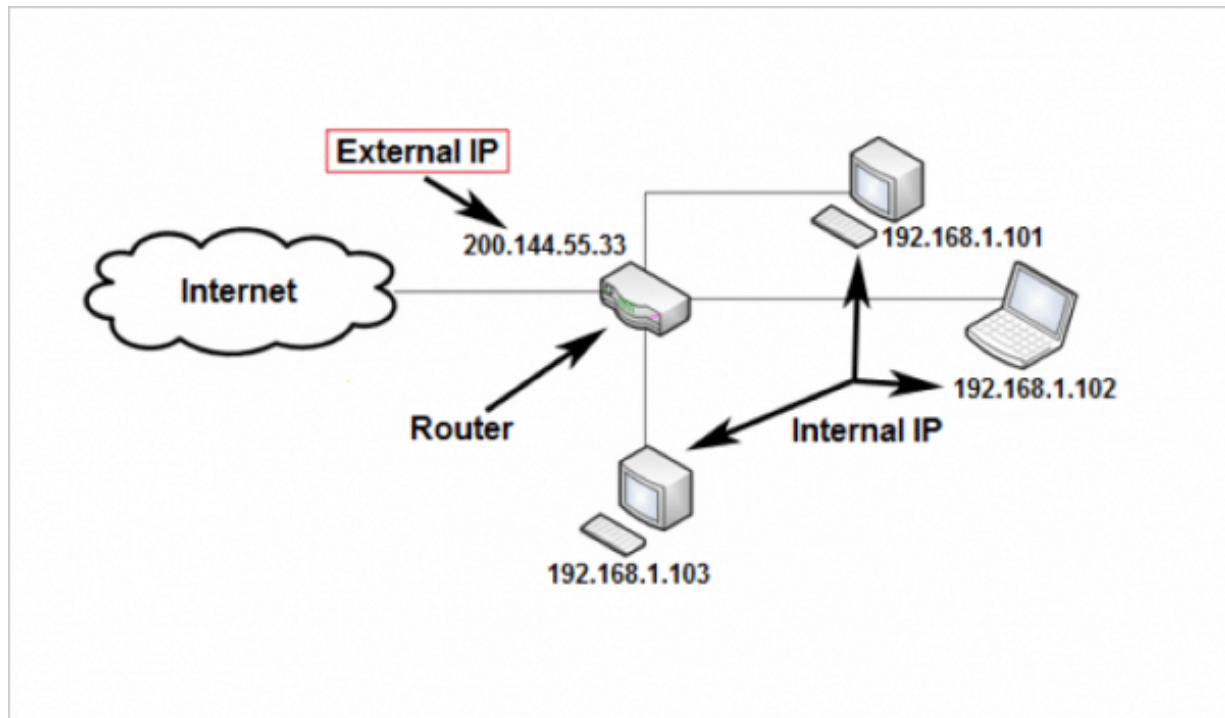 External IP
200.144.55.33
192.168.1.101
Internet
192.168.1.102
Router
Internal IP
192.168.1.103